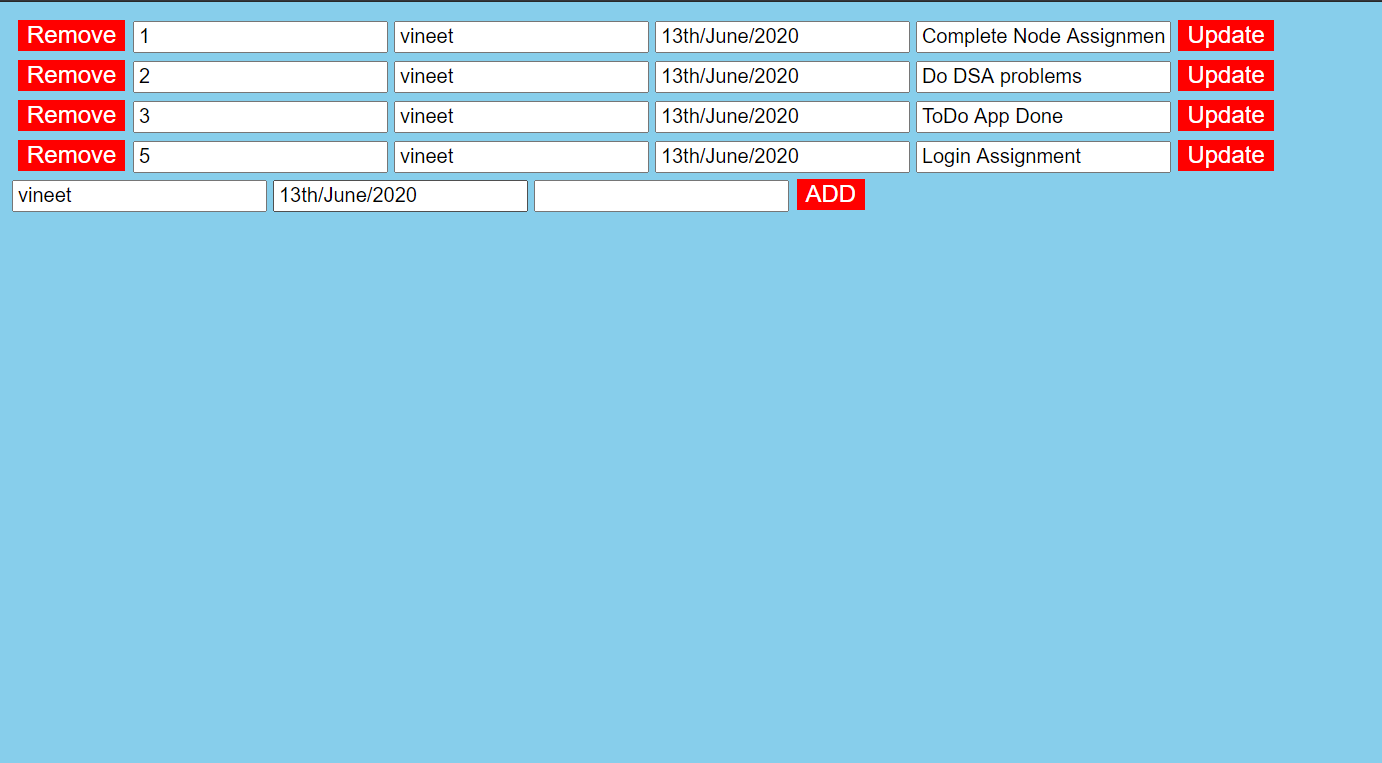 Remove 1 vineet 13th/June/2020 Complete Node Assignmen Update
Remove 2 vineet 13th/June/2020 Do DSA problems Update
Remove 3 vineet 13th/June/2020 ToDo App Done Update
Remove 5 vineet 13th/June/2020 Login Assignment Update
vineet 13th/June/2020 ADD